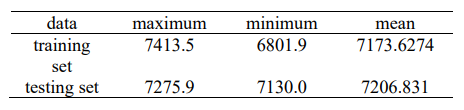 data maximum minimum mean
training 7413.5 6801.9 7173.6274
set
testing set 7275.9 7130.0 7206.831